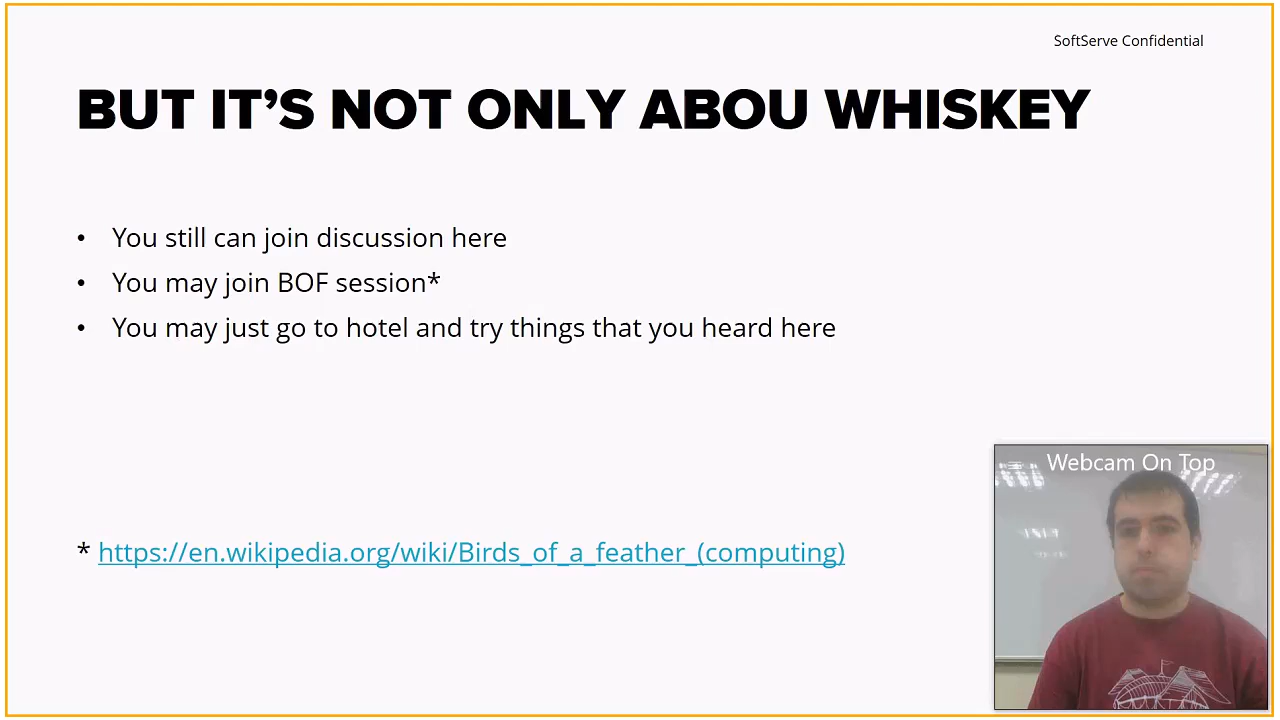 SoftServe Confidential
BUT IT’S NOT ONLY ABOU WHISKEY
• You still can join discussion here
• You may join BOF session*
• You may just go to hotel and try things that you heard here
Webcam On Top
* https://en.wikipedia.org/wiki/Birds_of_a_feather_(computing)